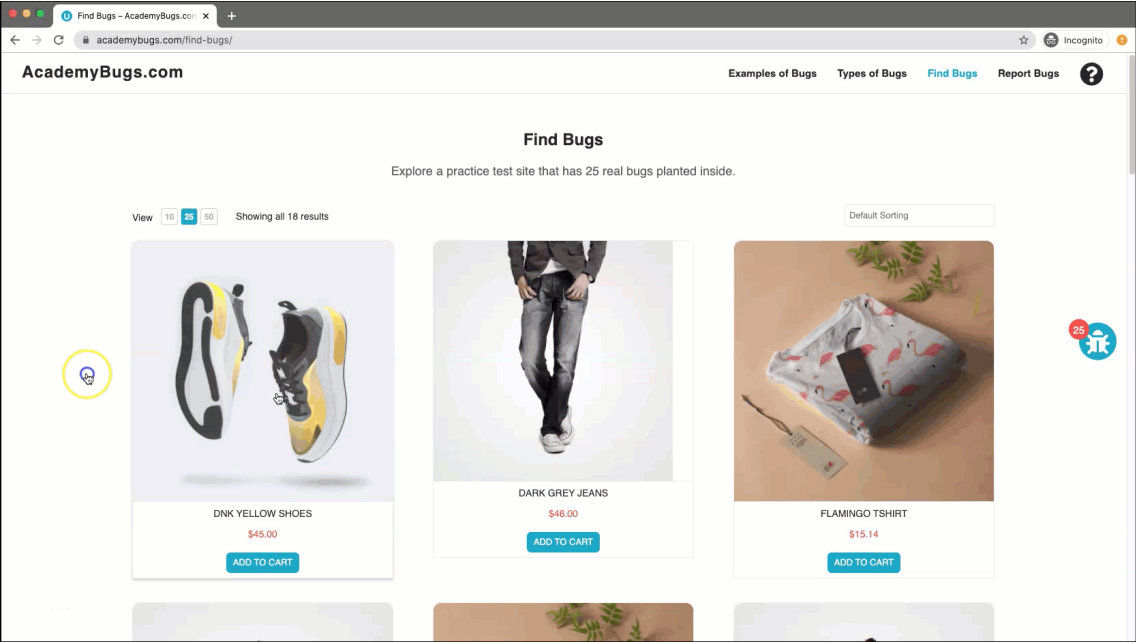 Find Bugs – AcademyBugs.com
academybugs.com/find-bugs/
Incognito
AcademyBugs.com
Examples of Bugs
Types of Bugs
Find Bugs
Report Bugs
?
Find Bugs
Explore a practice test site that has 25 real bugs planted inside.
View 10 25 50 Showing all 18 results
Default Sorting
25
DNK YELLOW SHOES
$45.00
ADD TO CART
DARK GREY JEANS
$46.00
ADD TO CART
FLAMINGO TSHIRT
$15.14
ADD TO CART